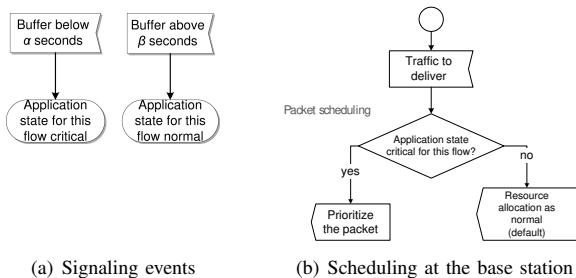 Buffer below
α seconds
Buffer above
β seconds
Application
state for this
flow critical
Application
state for this
flow normal
Traffic to
deliver
Packet scheduling
Application state
critical for this flow?
yes
no
Prioritize
the packet
Resource
allocation as
normal
(default)
(a) Signaling events
(b) Scheduling at the base station